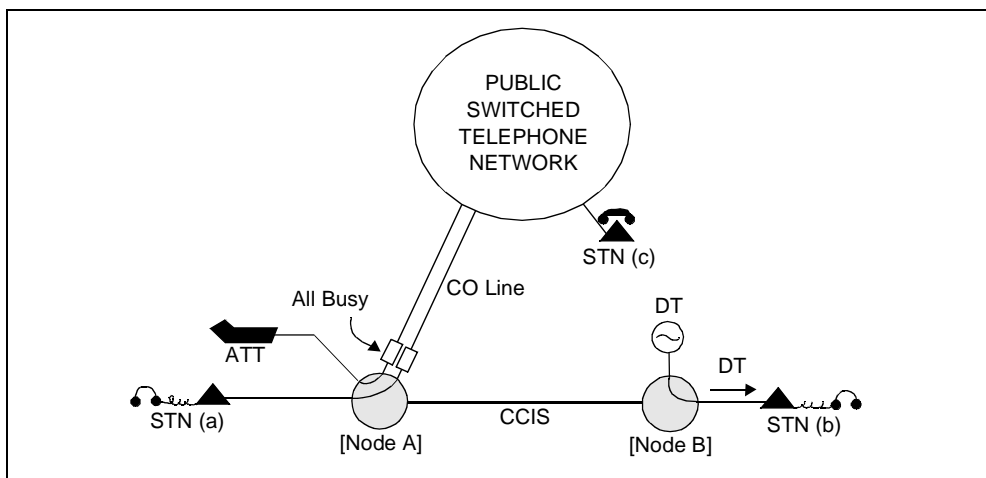 PUBLIC
SWITCHED
TELEPHONE
NETWORK
STN (c)
CO Line
All Busy
DT
ATT
DT
STN (a)
CCIS
STN (b)
[Node A]
[Node B]